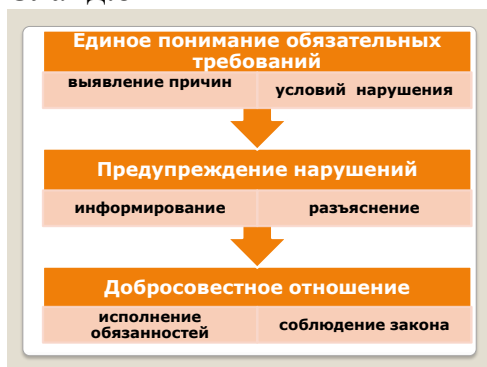 Единое понимание обязательных
требований
выявление причин
условий нарушения
Предупреждение нарушений
информирование
разъяснение
Добросовестное отношение
исполнение
обязанностей
соблюдение закона